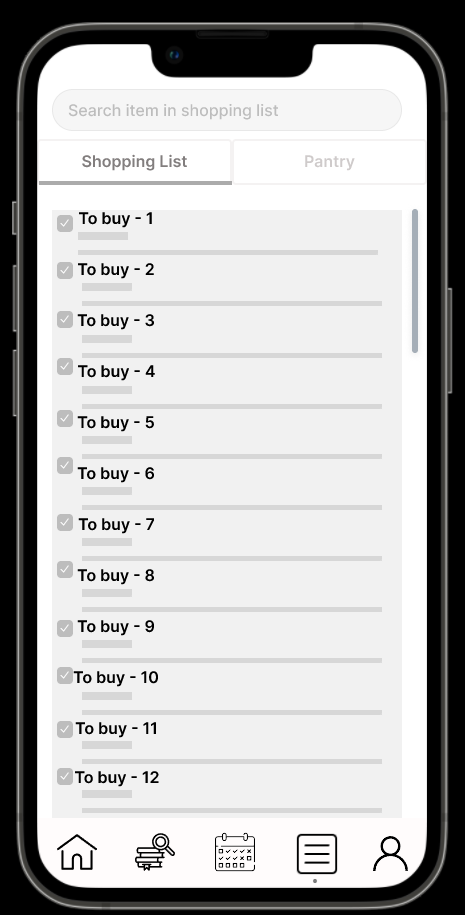 Search item in shopping list
Shopping List
Pantry
To buy - 1
To buy - 2
To buy - 3
To buy - 4
To buy - 5
To buy - 6
To buy - 7
To buy - 8
To buy - 9
To buy - 10
To buy - 11
To buy - 12